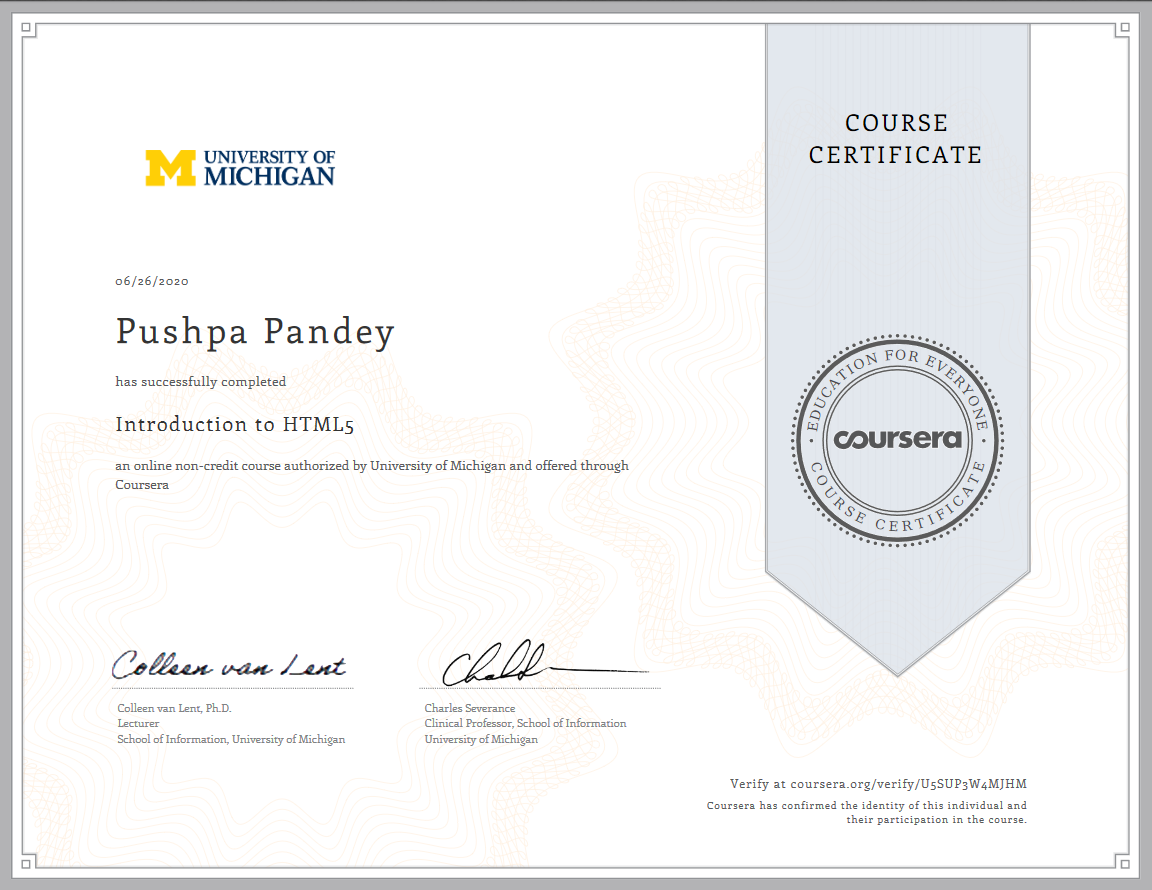 UNIVERSITY OF
MICHIGAN
COURSE
CERTIFICATE
06/26/2020
Pushpa Pandey
has successfully completed
Introduction to HTML5
an online non-credit course authorized by University of Michigan and offered through
Coursera
EDUCATION FOR EVERYONE
coursera
COURSE CERTIFICATE
Colleen van Lent
Colleen van Lent, Ph.D.
Lecturer
School of Information, University of Michigan
Charles Severance
Clinical Professor, School of Information
University of Michigan
Verify at coursera.org/verify/U5SUP3W4MJHM
Coursera has confirmed the identity of this individual and
their participation in the course.